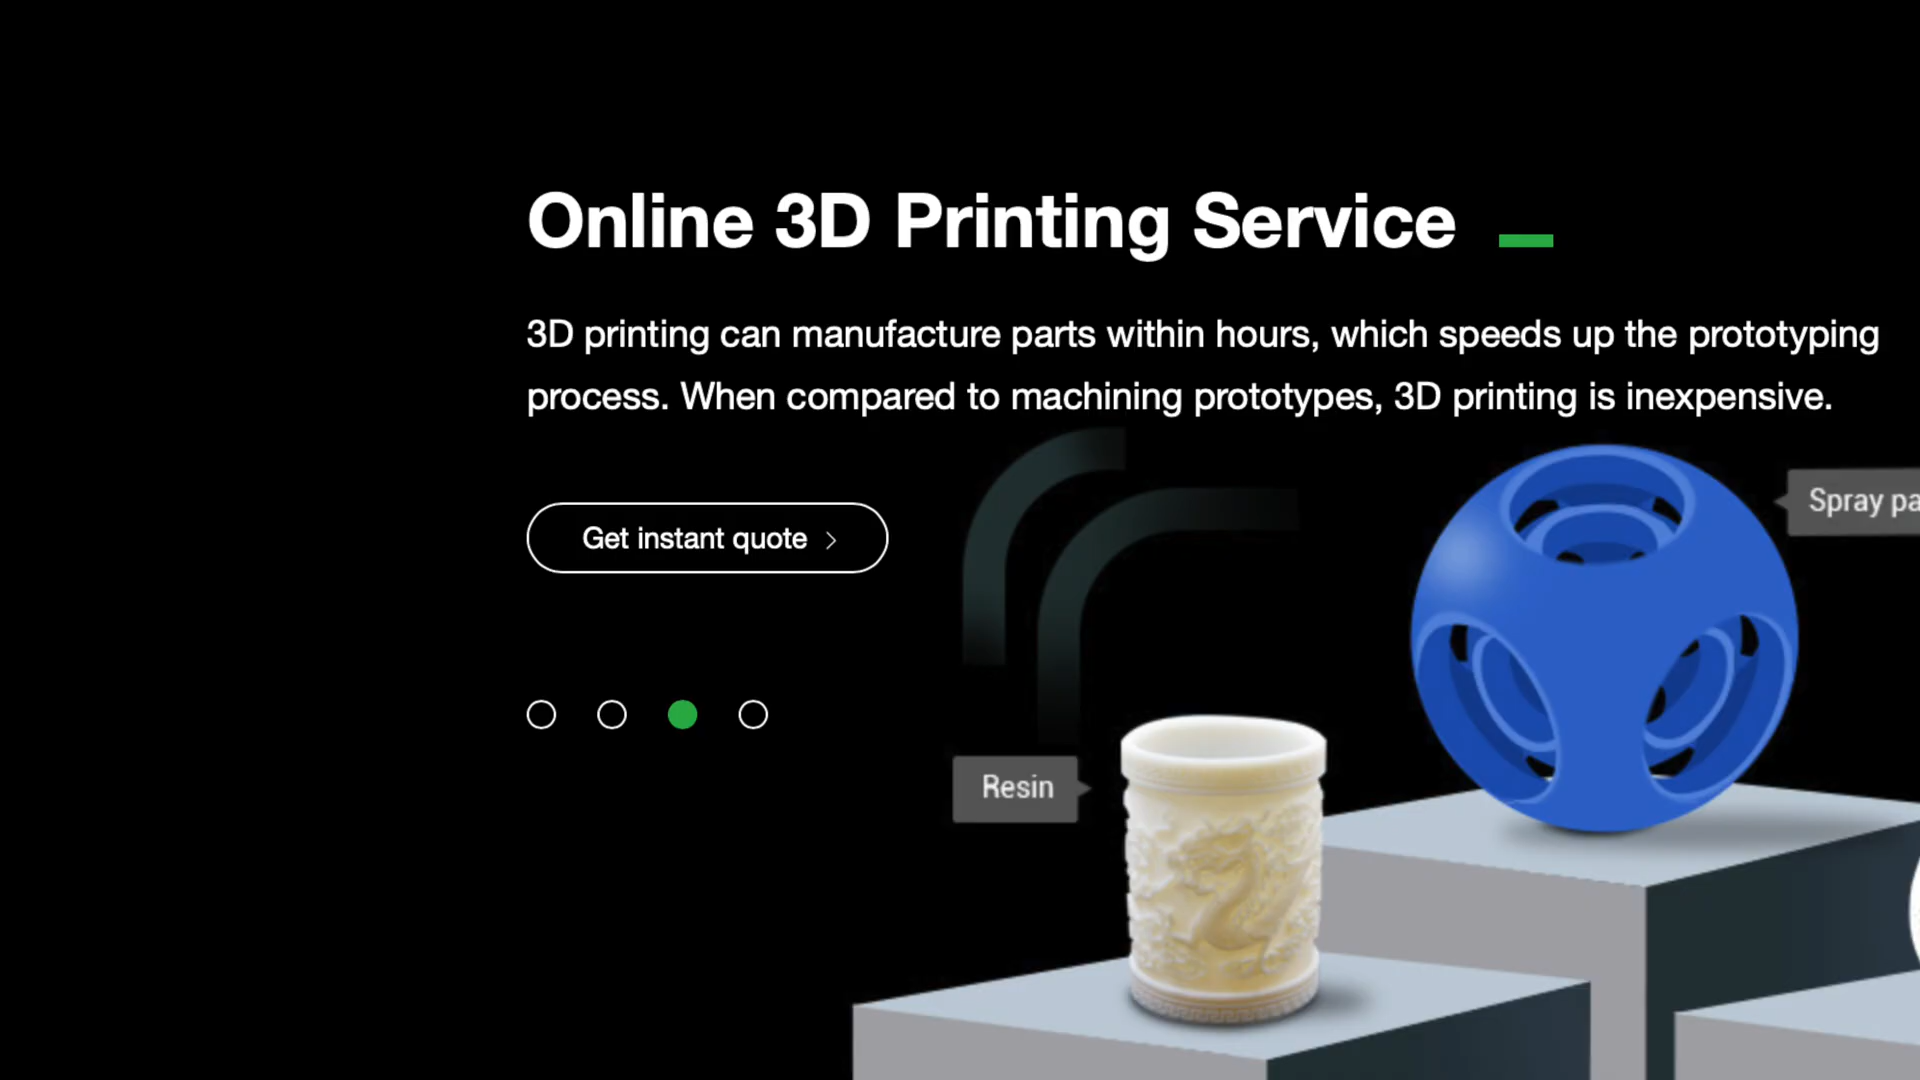 Online 3D Printing Service
3D printing can manufacture parts within hours, which speeds up the prototyping
process. When compared to machining prototypes, 3D printing is inexpensive.
Get instant quote
Spray
Resin